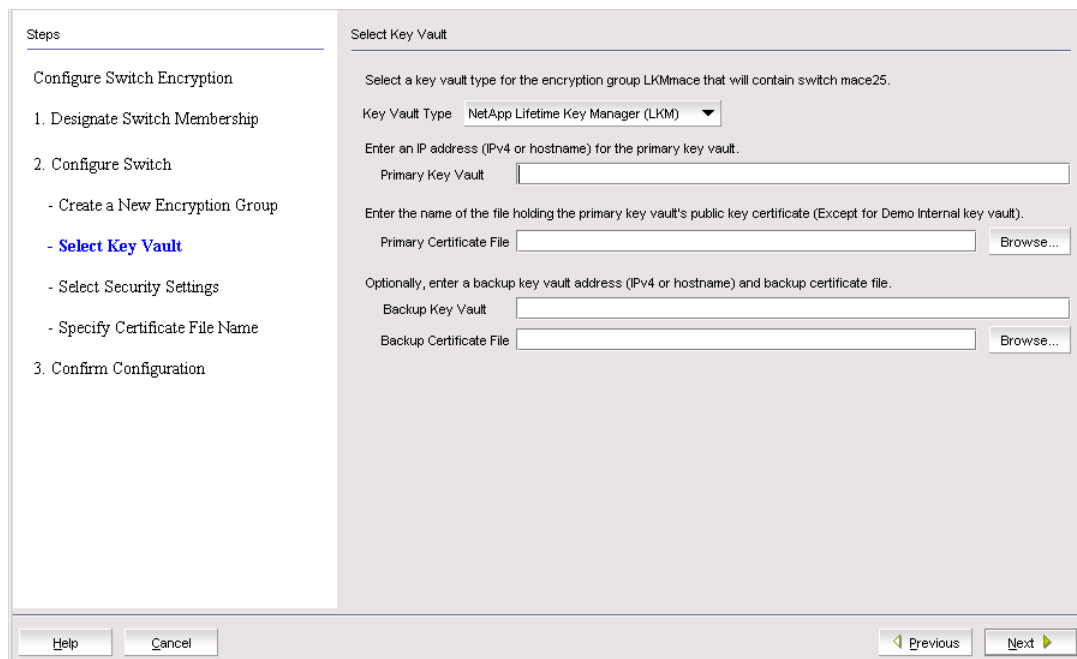 Steps
Configure Switch Encryption
1. Designate Switch Membership
2. Configure Switch
- Create a New Encryption Group
- Select Key Vault
- Select Security Settings
- Specify Certificate File Name
3. Confirm Configuration
Select Key Vault
Select a key vault type for the encryption group LKMmace that will contain switch mace25.
Key Vault Type NetApp Lifetime Key Manager (LKM)
Enter an IP address (IPv4 or hostname) for the primary key vault.
Primary Key Vault
Enter the name of the file holding the primary key vault's public key certificate (Except for Demo Internal key vault).
Primary Certificate File Browse...
Optionally, enter a backup key vault address (IPv4 or hostname) and backup certificate file.
Backup Key Vault
Backup Certificate File Browse...
Help Cancel Previous Next